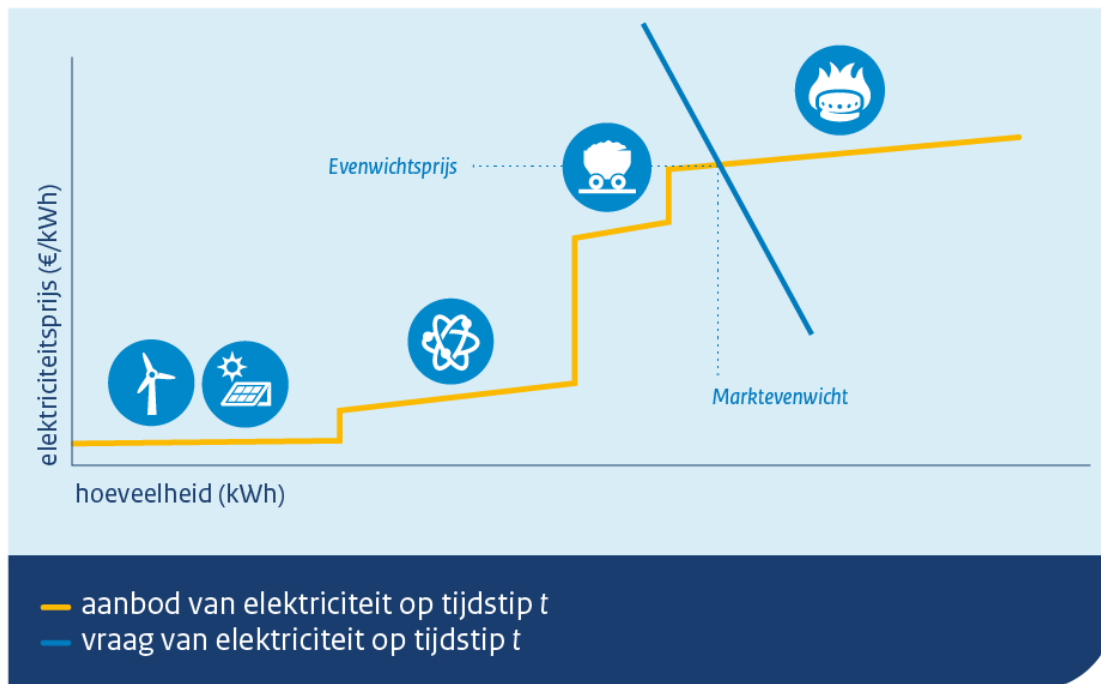 Evenwichtsprijs
elektriciteitsprijs (€/kWh)
Marktevenwicht
hoeveelheid (kWh)
aanbod van elektriciteit op tijdstip t
vraag van elektriciteit op tijdstip t